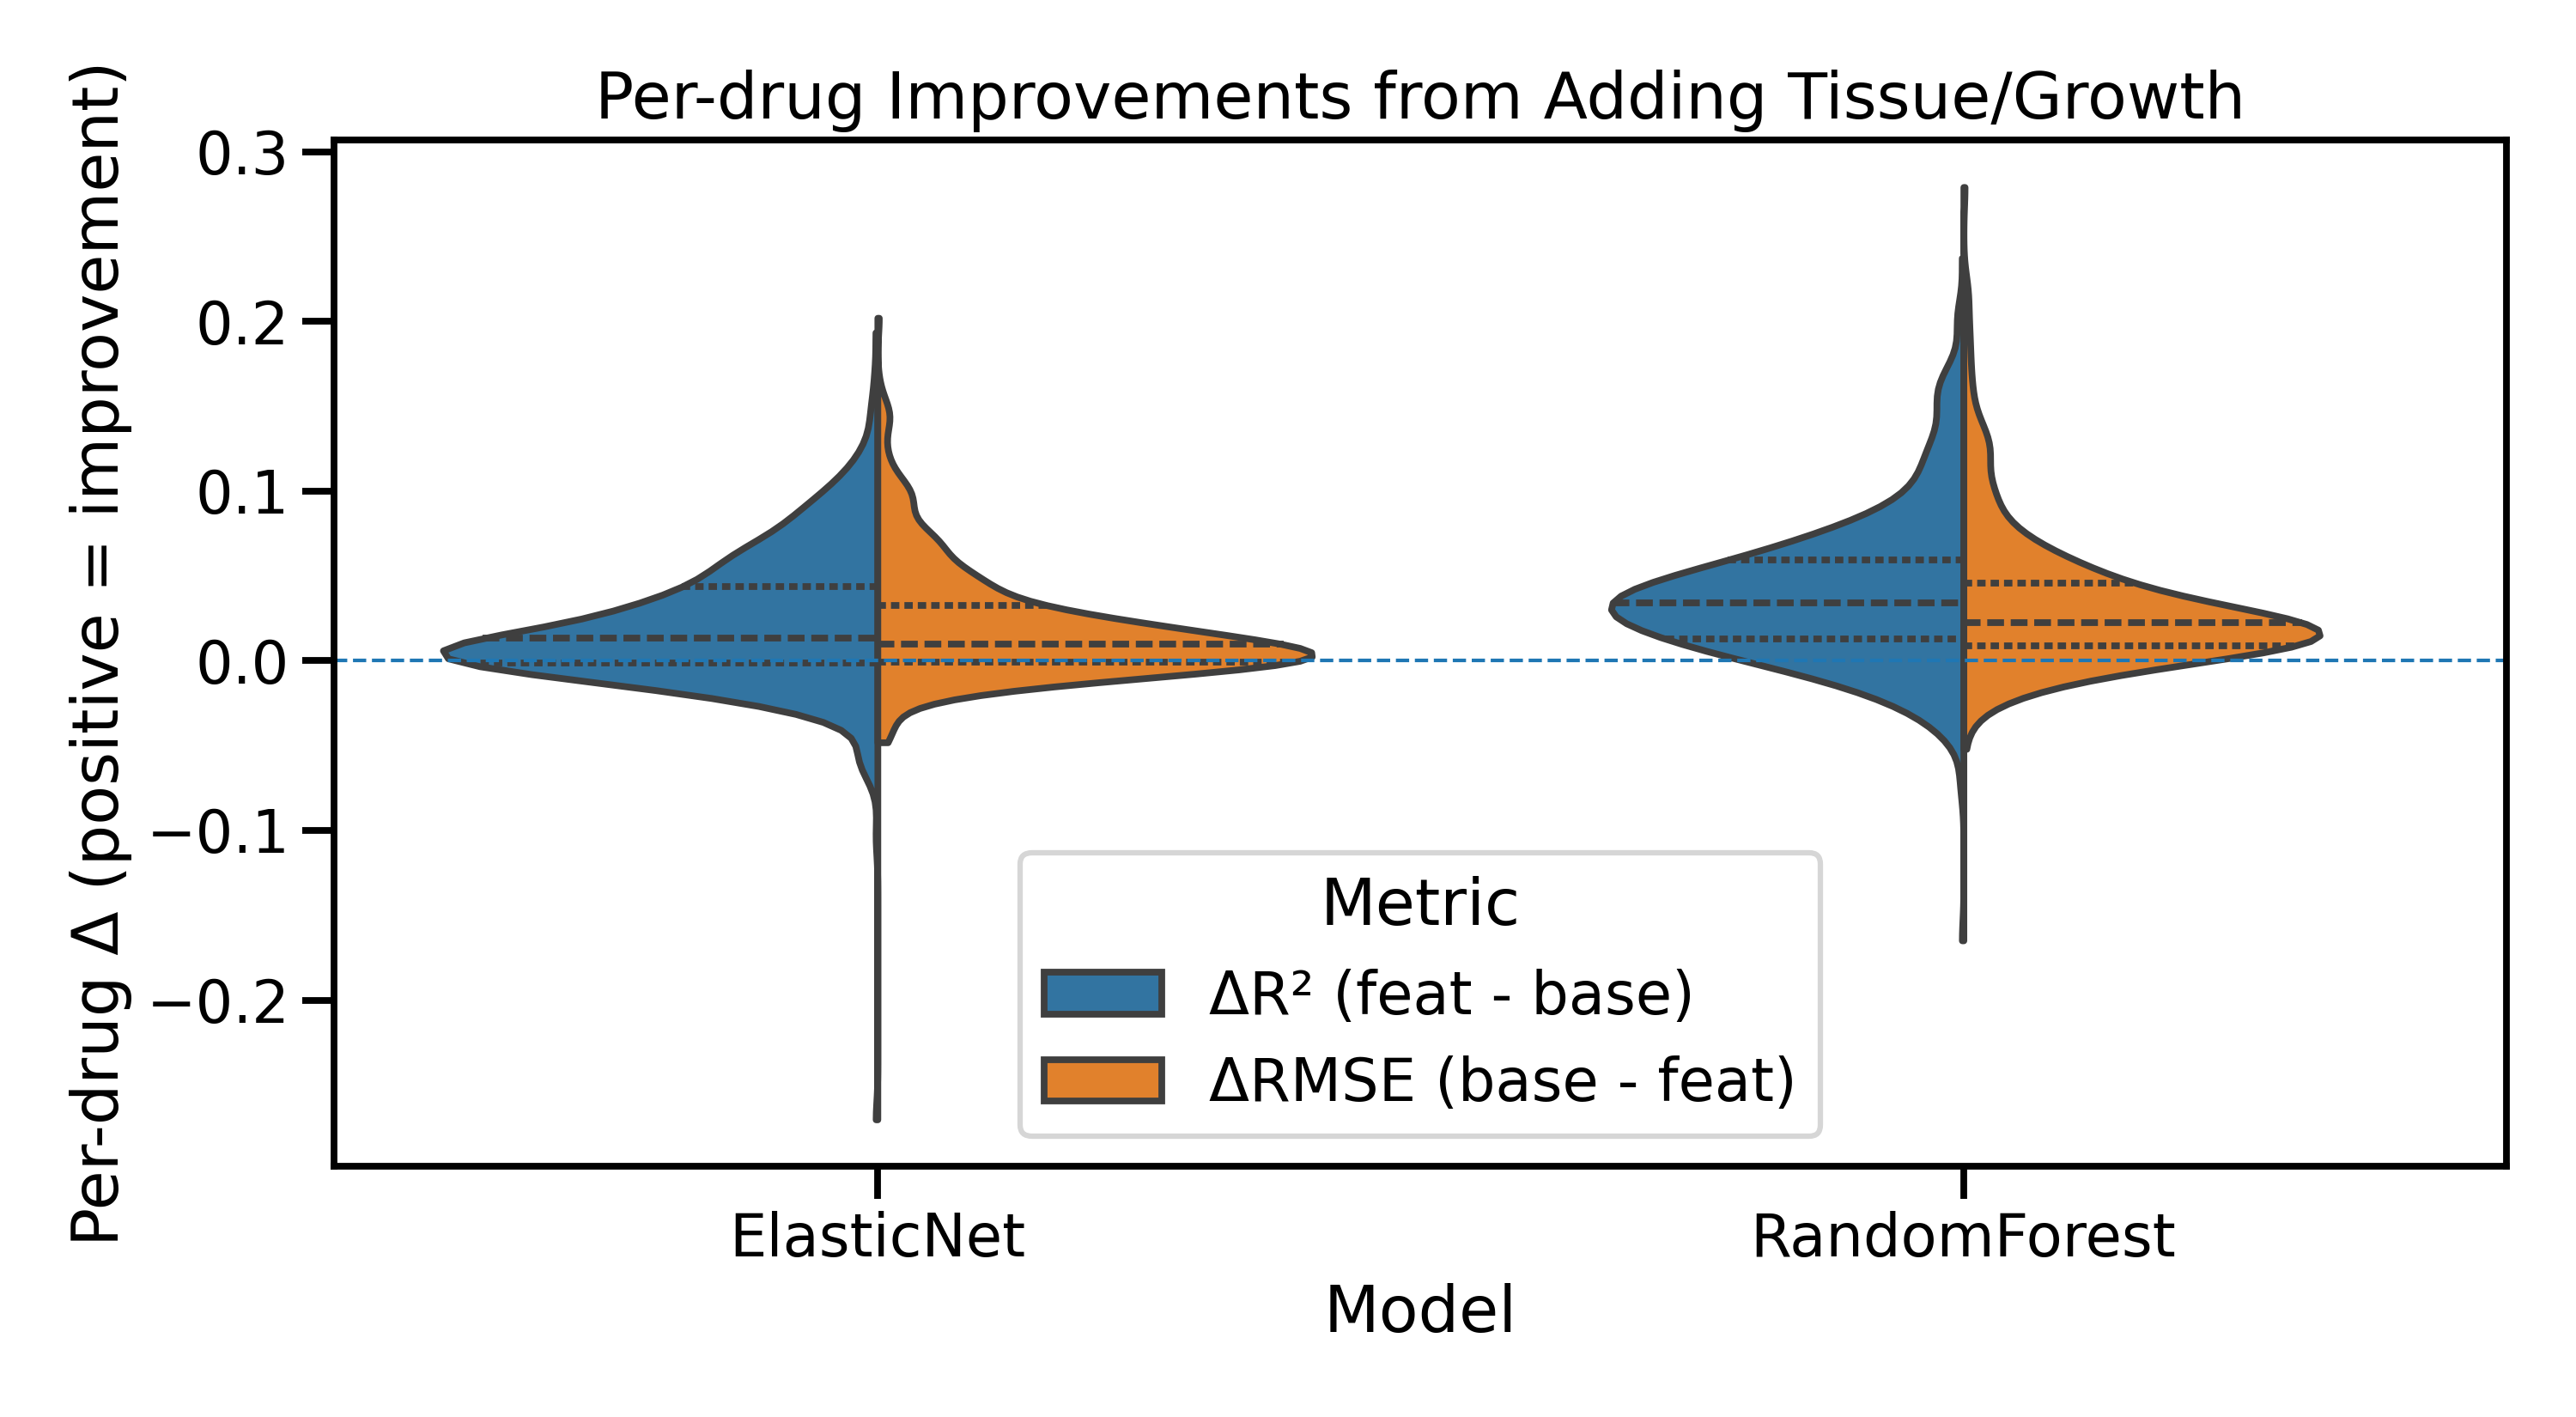 Per-drug Improvements from Adding Tissue/Growth
Per-drug Δ (positive = improvement)
0.3
0.2
0.1
0.0
−0.1
−0.2
Metric
ΔR² (feat - base)
ΔRMSE (base - feat)
ElasticNet
RandomForest
Model